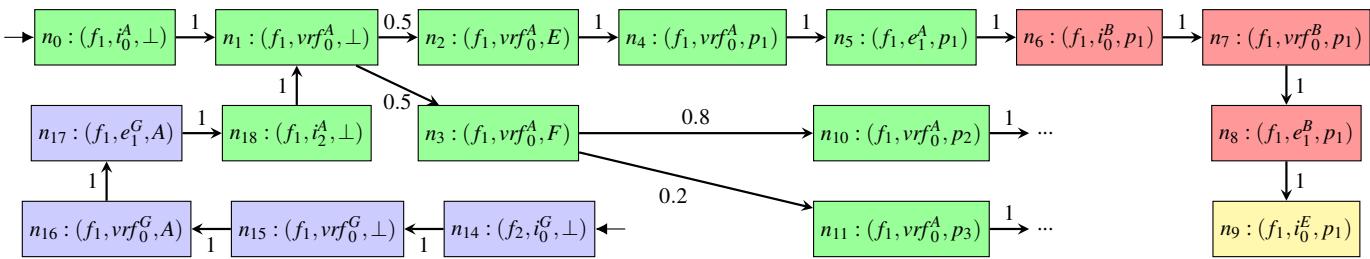 1 0.5 1 1 1 1
n₀ : (f₁, i₀ᴬ, ⊥) n₁ : (f₁, vrf₀ᴬ, ⊥) n₂ : (f₁, vrf₀ᴬ, E) n₄ : (f₁, vrf₀ᴬ, p₁) n₅ : (f₁, e₁ᴬ, p₁) n₆ : (f₁, i₀ᴮ, p₁) n₇ : (f₁, vrf₀ᴮ, p₁)
1 0.5 1
1 0.8 1
n₁₇ : (f₁, e₁ᴳ, A) n₁₈ : (f₁, i₂ᴬ, ⊥) n₃ : (f₁, vrf₀ᴬ, F) n₁₀ : (f₁, vrf₀ᴬ, p₂) ... n₈ : (f₁, e₁ᴮ, p₁)
1 0.2 1 1
n₁₆ : (f₁, vrf₀ᴳ, A) n₁₅ : (f₁, vrf₀ᴳ, ⊥) n₁₄ : (f₂, i₀ᴳ, ⊥) n₁₁ : (f₁, vrf₀ᴬ, p₃) ... n₉ : (f₁, i₀ᴱ, p₁)
1 1